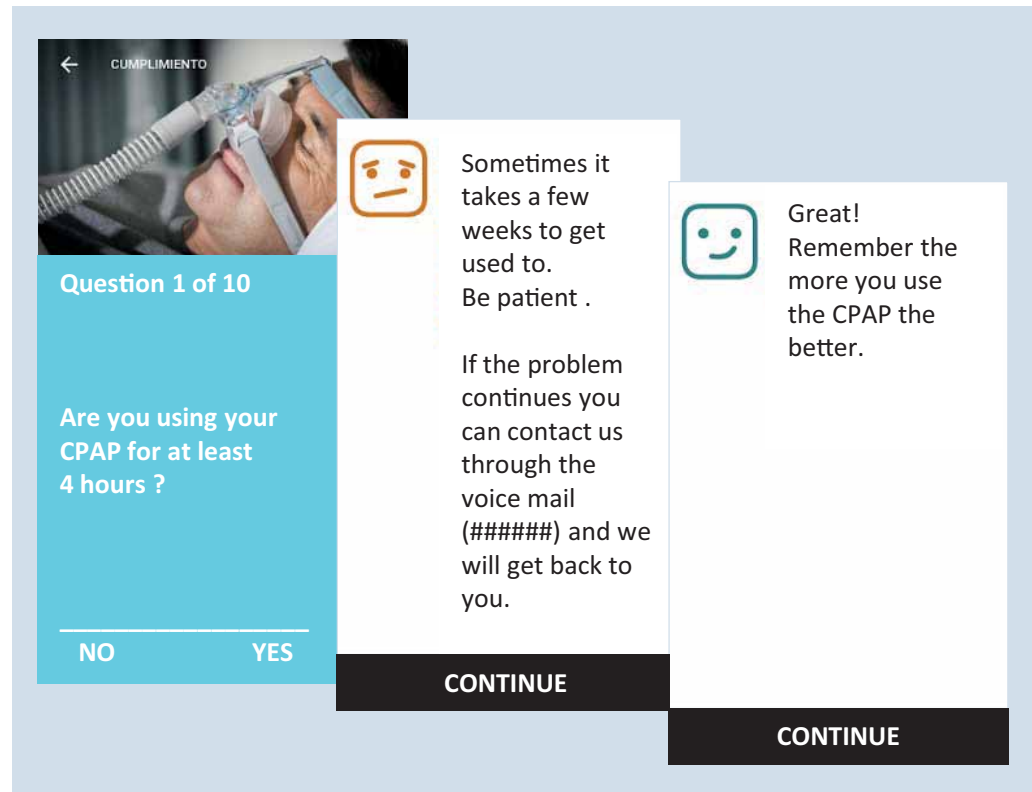 CUMPLIMIENTO
Question 1 of 10
Are you using your
CPAP for at least
4 hours ?
NO YES
Sometimes it
takes a few
weeks to get
used to.
Be patient .
If the problem
continues you
can contact us
through the
voice mail
(######) and we
will get back to
you.
CONTINUE
Great!
Remember the
more you use
the CPAP the
better.
CONTINUE